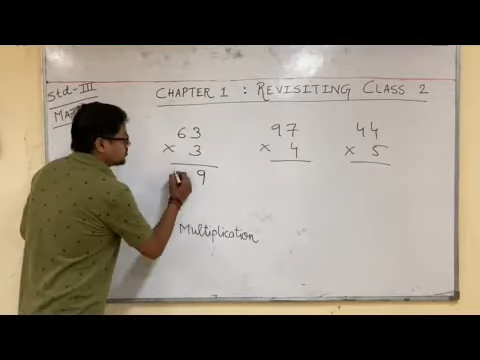 Std-III
CHAPTER 1 : REVISITING CLASS 2
63 97 44
× 3 × 4 × 5
9
Multiplication